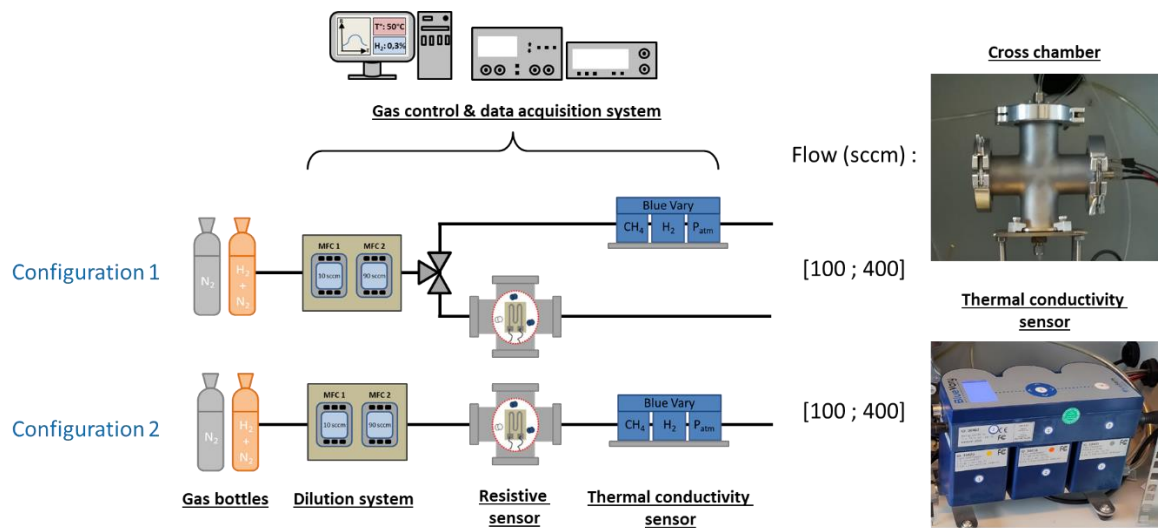 T°: 50°C
H₂: 0,3%
Gas control & data acquisition system
Cross chamber
Flow (sccm) :
Configuration 1
N₂
H₂
+
N₂
MFC 1
MFC 2
10 sccm
90 sccm
Blue Vary
CH₄
H₂
Patm
[100 ; 400]
Thermal conductivity
sensor
Configuration 2
N₂
H₂
+
N₂
MFC 1
MFC 2
10 sccm
90 sccm
Blue Vary
CH₄
H₂
Patm
[100 ; 400]
BlueVary
Gas bottles
Dilution system
Resistive
sensor
Thermal conductivity
sensor